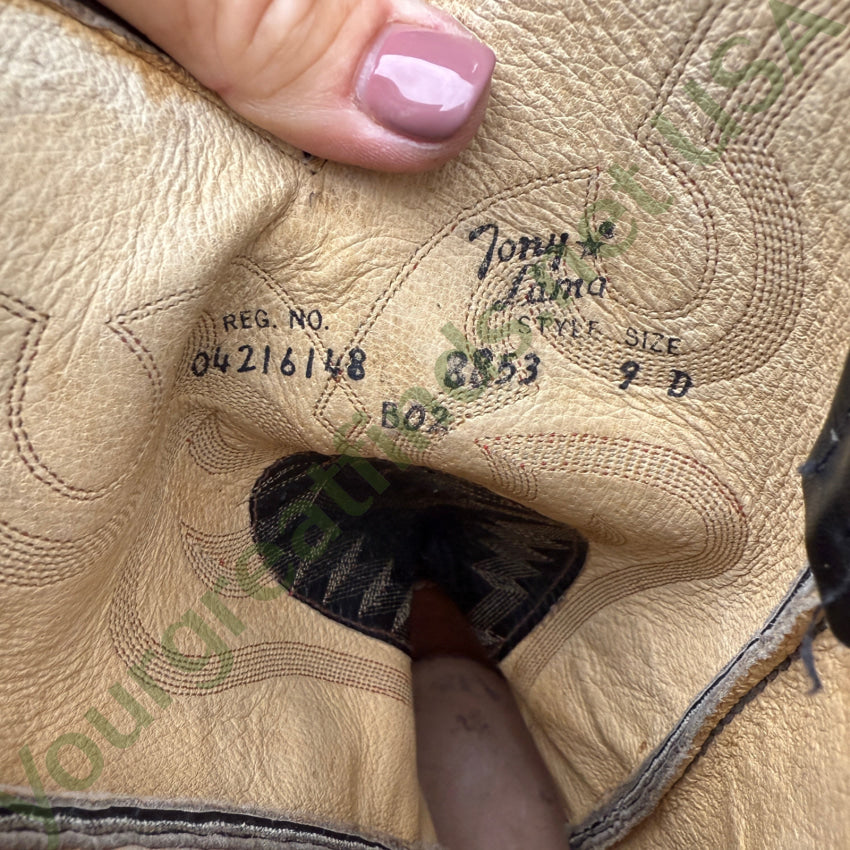 Tony Lama ®
REG. NO. STYLE SIZE
04216148 8853 9 D
B02
Yourgreatfinds Net USA